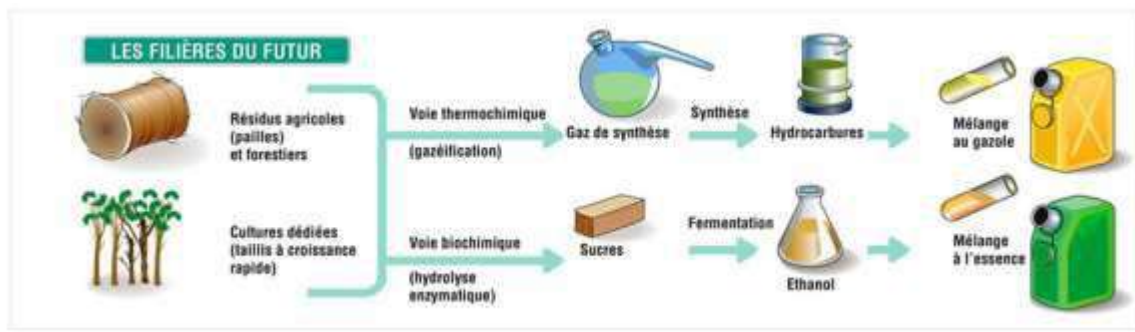 LES FILIÈRES DU FUTUR
Résidus agricoles
(pailles)
et forestiers
Cultures dédiées
(taillis à croissance
rapide)
Voie thermochimique
(gazéification)
Gaz de synthèse
Synthèse
Hydrocarbures
Mélange
au gazole
Voie biochimique
(hydrolyse
enzymatique)
Sucres
Fermentation
Ethanol
Mélange
à l'essence